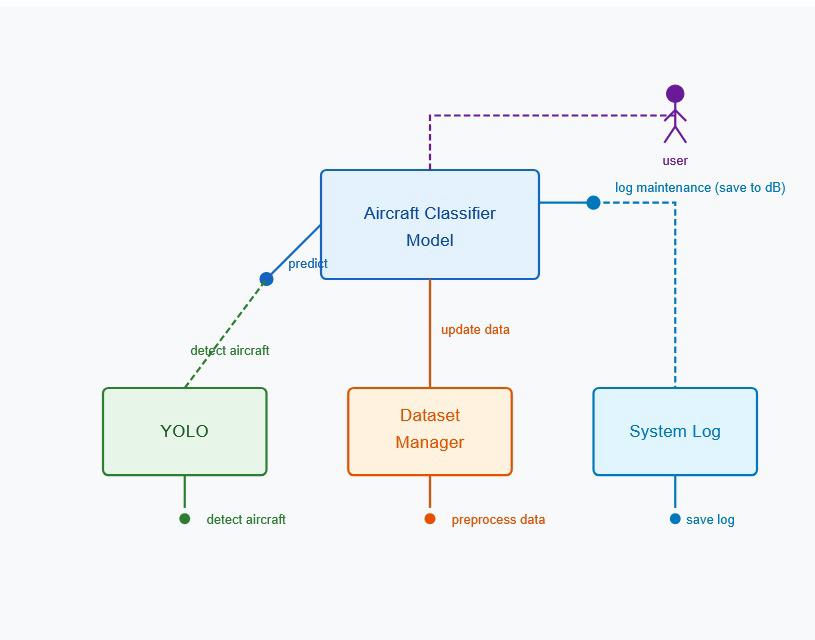 user
log maintenance (save to dB)
Aircraft Classifier
Model
predict
update data
detect aircraft
YOLO
Dataset
Manager
System Log
detect aircraft
preprocess data
save log